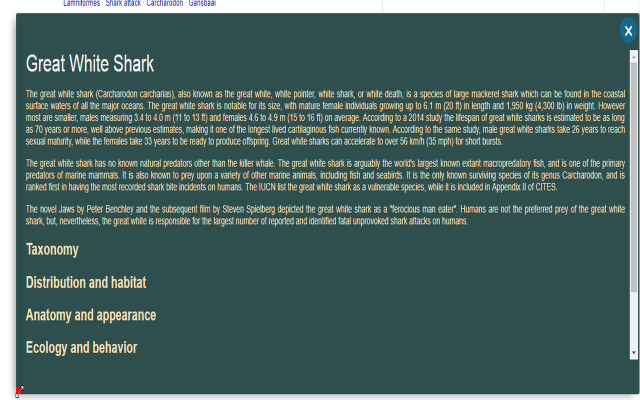 Lamniformes · Shark attack · Carcharodon · Gansbaai
Great White Shark
The great white shark (Carcharodon carcharias), also known as the great white, white pointer, white shark, or white death, is a species of large mackerel shark which can be found in the coastal
surface waters of all the major oceans. The great white shark is notable for its size, with mature female individuals growing up to 6.1 m (20 ft) in length and 1,950 kg (4,300 lb) in weight. However
most are smaller, males measuring 3.4 to 4.0 m (11 to 13 ft) and females 4.6 to 4.9 m (15 to 16 ft) on average. According to a 2014 study the lifespan of great white sharks is estimated to be as long
as 70 years or more, well above previous estimates, making it one of the longest lived cartilaginous fish currently known. According to the same study, male great white sharks take 26 years to reach
sexual maturity, while the females take 33 years to be ready to produce offspring. Great white sharks can accelerate to over 56 km/h (35 mph) for short bursts.
The great white shark has no known natural predators other than the killer whale. The great white shark is arguably the world's largest known extant macropredatory fish, and is one of the primary
predators of marine mammals. It is also known to prey upon a variety of other marine animals, including fish and seabirds. It is the only known surviving species of its genus Carcharodon, and is
ranked first in having the most recorded shark bite incidents on humans. The IUCN list the great white shark as a vulnerable species, while it is included in Appendix II of CITES.
The novel Jaws by Peter Benchley and the subsequent film by Steven Spielberg depicted the great white shark as a "ferocious man eater". Humans are not the preferred prey of the great white
shark, but, nevertheless, the great white is responsible for the largest number of reported and identified fatal unprovoked shark attacks on humans.
Taxonomy
Distribution and habitat
Anatomy and appearance
Ecology and behavior